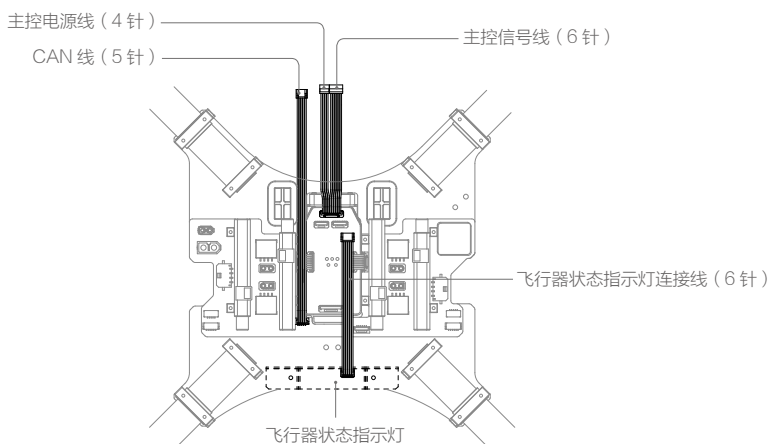 主控电源线（4 针）
主控信号线（6 针）
CAN 线（5 针）
飞行器状态指示灯连接线（6 针）
飞行器状态指示灯